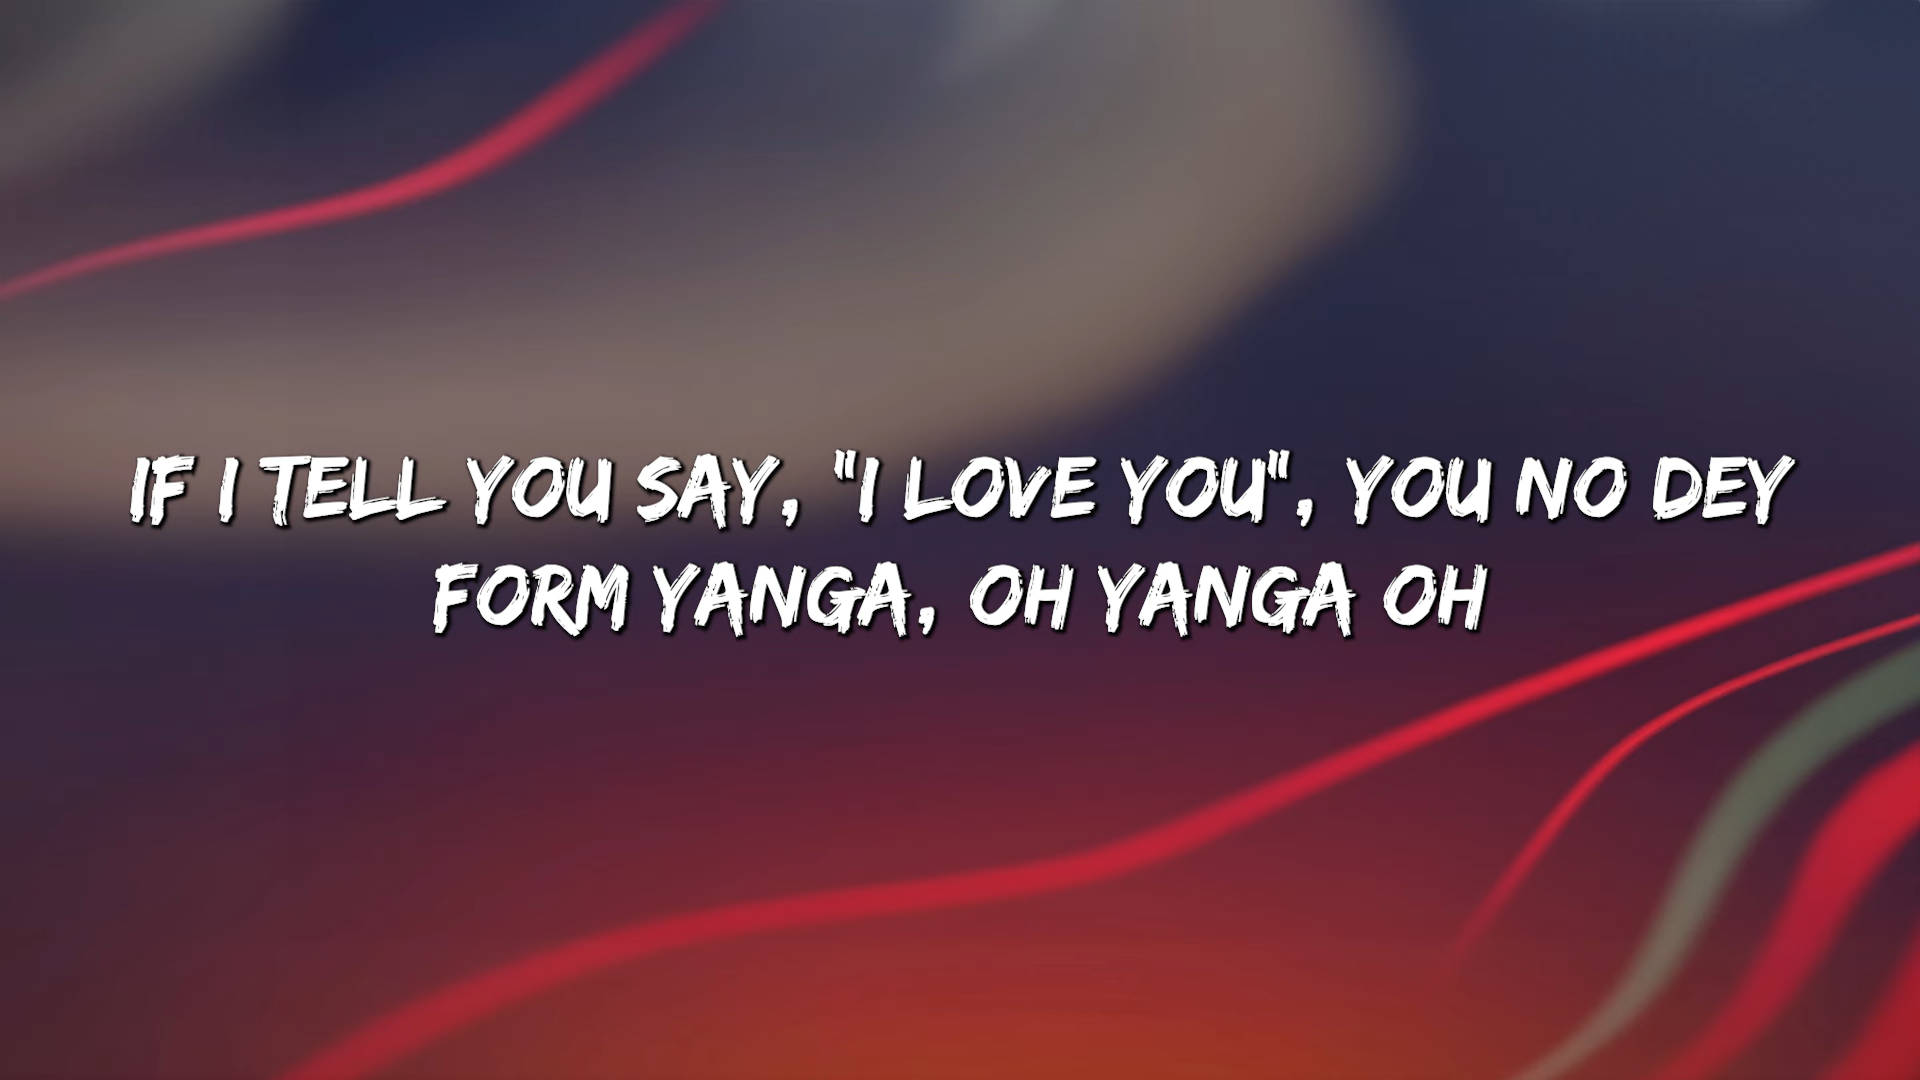 IF I TELL YOU SAY, "I LOVE YOU", YOU NO DEY
FORM YANGA, OH YANGA OH